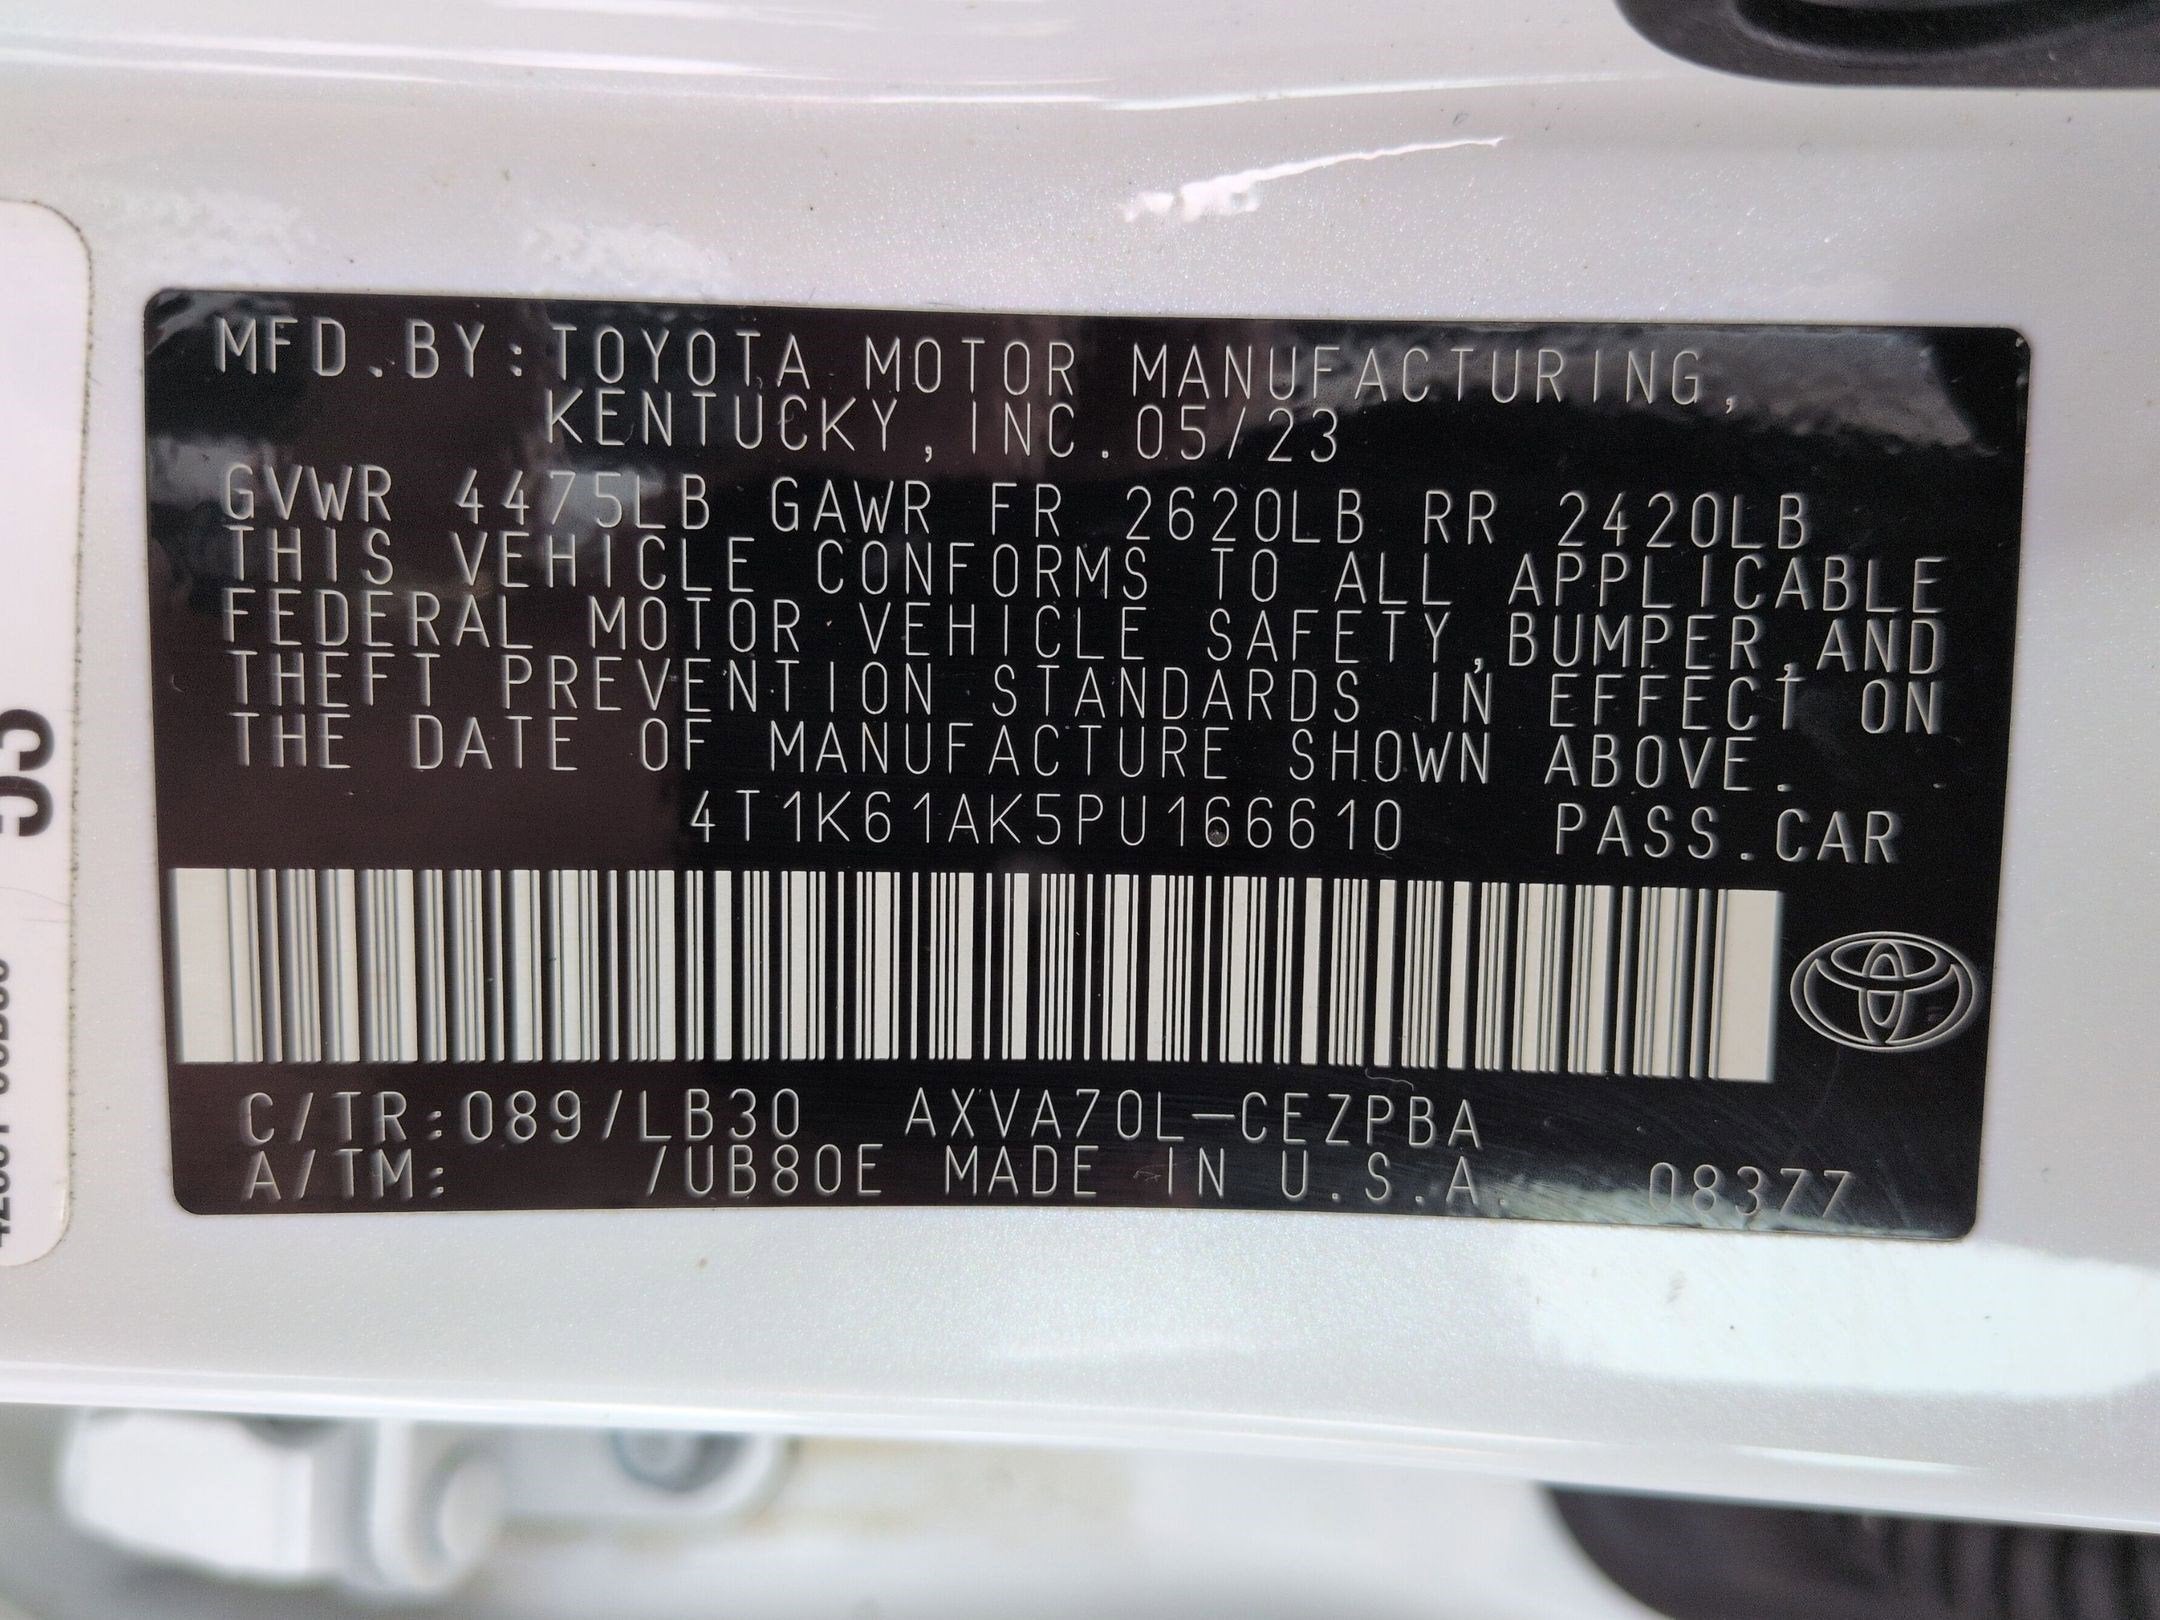 MFD.BY:TOYOTA MOTOR MANUFACTURING,
KENTUCKY,INC.05/23
GVWR 4475LB GAWR FR 2620LB RR 2420LB
THIS VEHICLE CONFORMS TO ALL APPLICABLE
FEDERAL MOTOR VEHICLE SAFETY,BUMPER,AND
THEFT PREVENTION STANDARDS IN EFFECT ON
THE DATE OF MANUFACTURE SHOWN ABOVE.
4T1K61AK5PU166610 PASS.CAR
C/TR:089/LB30 AXVA70L-CEZPBA
A/TM: /UB80E MADE IN U.S.A. 08377